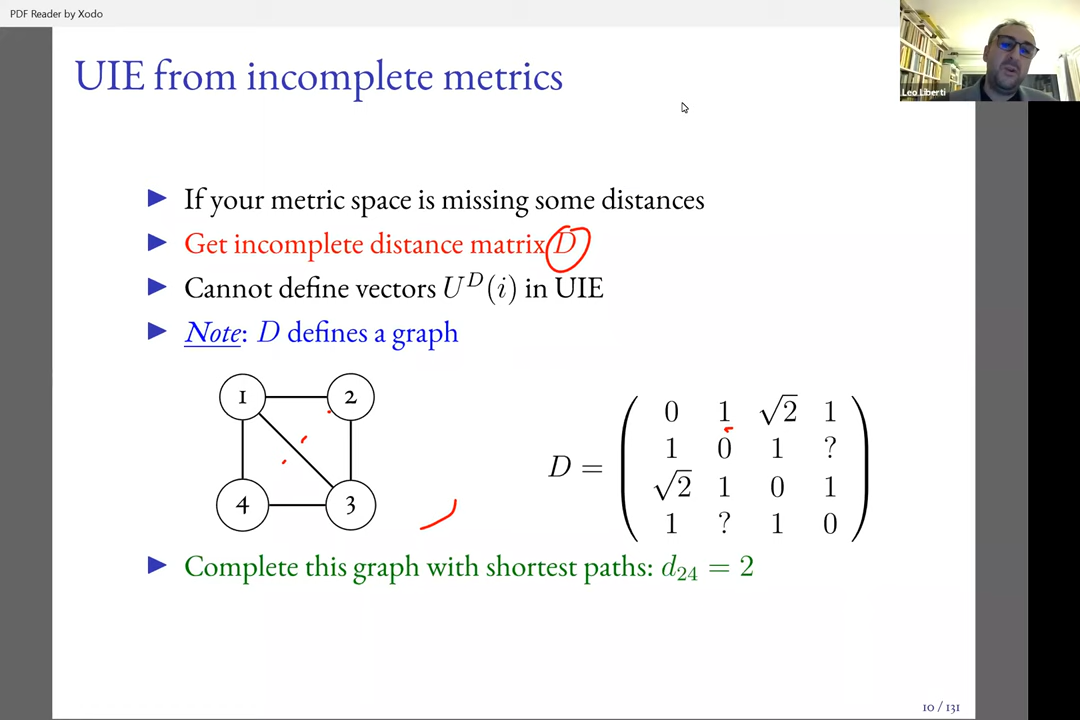 PDF Reader by Xodo
Leo Liberti
UIE from incomplete metrics
▶ If your metric space is missing some distances
▶ Get incomplete distance matrix D
▶ Cannot define vectors U^D(i) in UIE
▶ Note: D defines a graph
1 2
4 3
D =
0 1 √2 1
1 0 1 ?
√2 1 0 1
1 ? 1 0
▶ Complete this graph with shortest paths: d₂₄ = 2
10 / 131